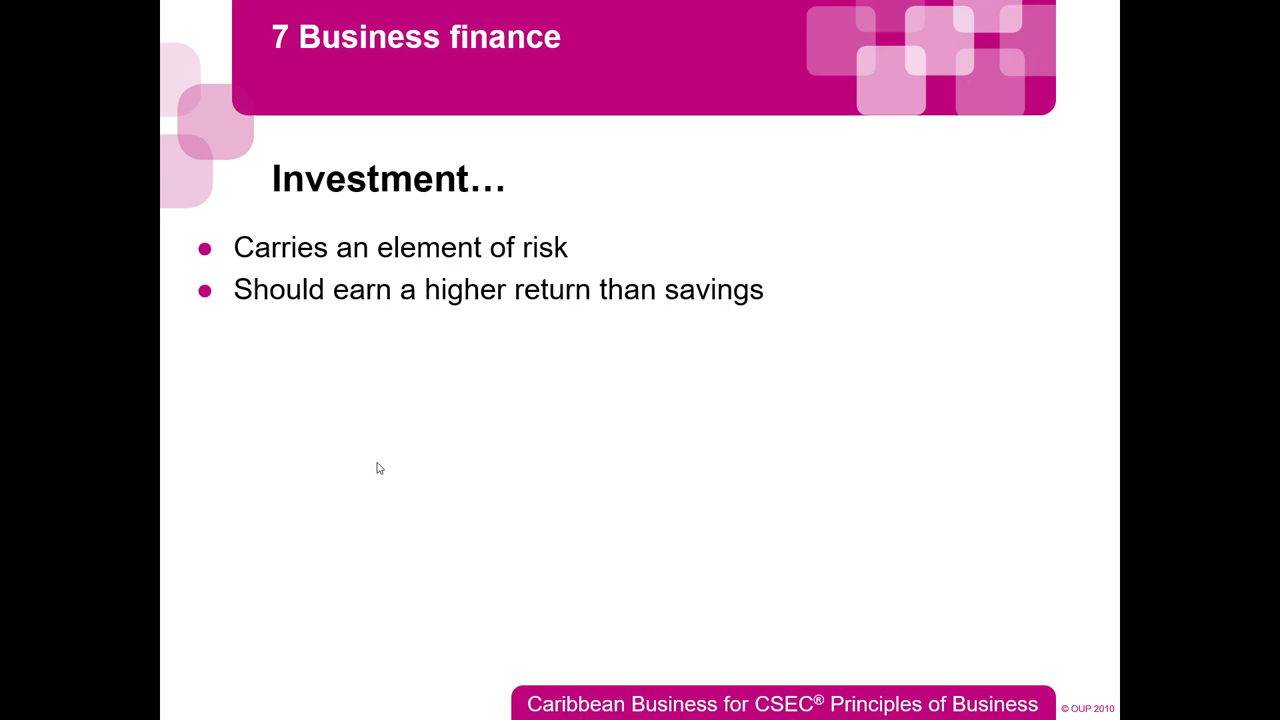 7 Business finance
Investment…
● Carries an element of risk
● Should earn a higher return than savings
Caribbean Business for CSEC® Principles of Business
© OUP 2010